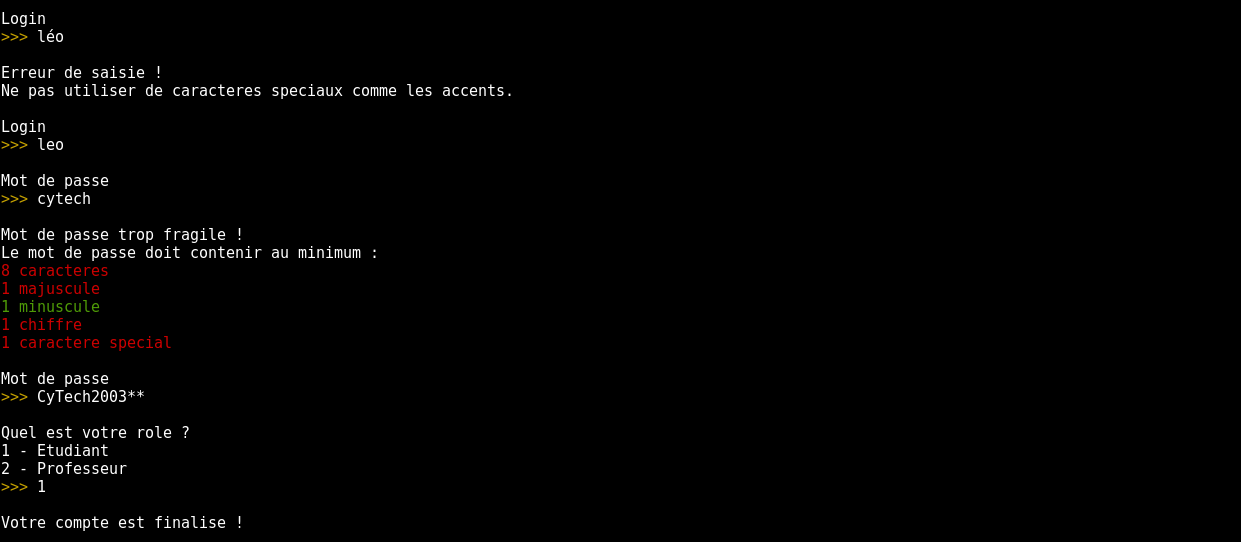 Login
>>> léo
Erreur de saisie !
Ne pas utiliser de caracteres speciaux comme les accents.
Login
>>> leo
Mot de passe
>>> cytech
Mot de passe trop fragile !
Le mot de passe doit contenir au minimum :
8 caracteres
1 majuscule
1 minuscule
1 chiffre
1 caractere special
Mot de passe
>>> CyTech2003**
Quel est votre role ?
1 - Etudiant
2 - Professeur
>>> 1
Votre compte est finalise !